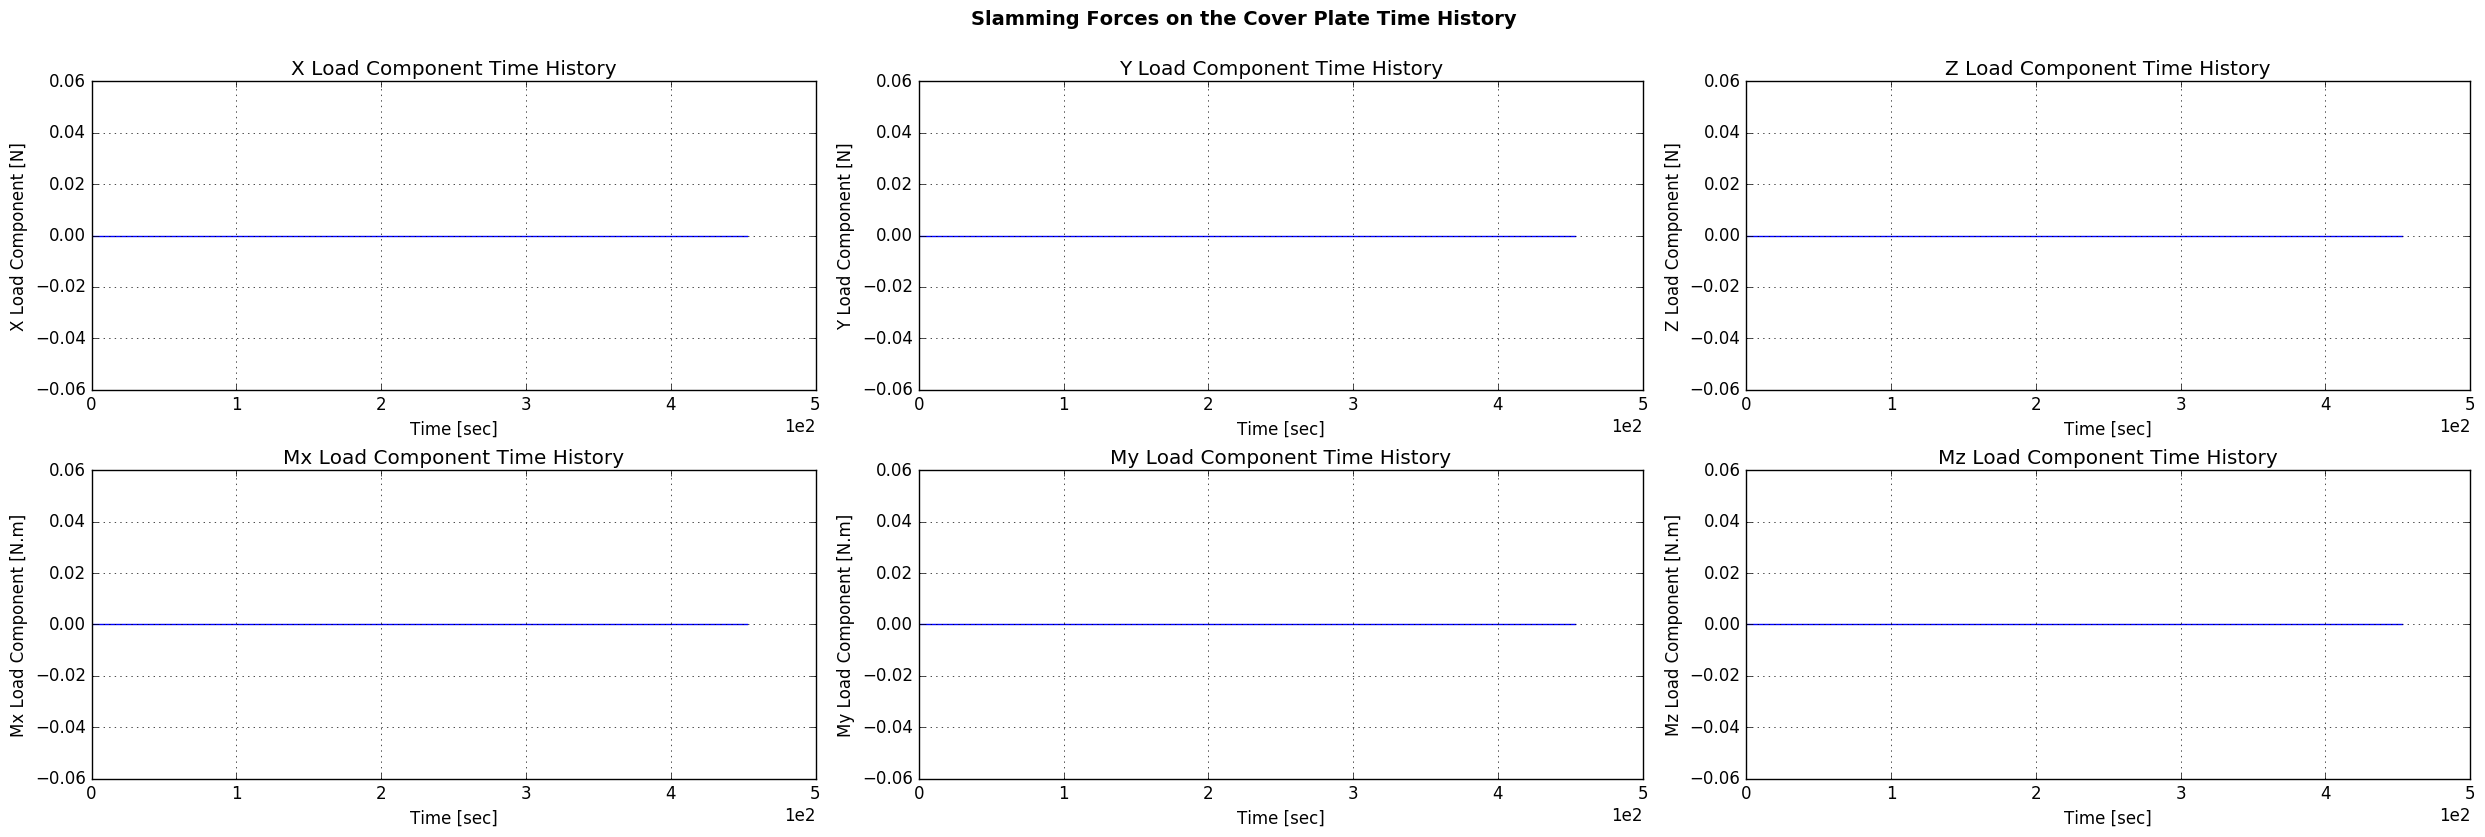 Slamming Forces on the Cover Plate Time History
X Load Component Time History
X Load Component [N]
0.06
0.04
0.02
0.00
−0.02
−0.04
−0.06
0 1 2 3 4 5
Time [sec]
1e2
Y Load Component Time History
Y Load Component [N]
0.06
0.04
0.02
0.00
−0.02
−0.04
−0.06
0 1 2 3 4 5
Time [sec]
1e2
Z Load Component Time History
Z Load Component [N]
0.06
0.04
0.02
0.00
−0.02
−0.04
−0.06
0 1 2 3 4 5
Time [sec]
1e2
Mx Load Component Time History
Mx Load Component [N.m]
0.06
0.04
0.02
0.00
−0.02
−0.04
−0.06
0 1 2 3 4 5
Time [sec]
1e2
My Load Component Time History
My Load Component [N.m]
0.06
0.04
0.02
0.00
−0.02
−0.04
−0.06
0 1 2 3 4 5
Time [sec]
1e2
Mz Load Component Time History
Mz Load Component [N.m]
0.06
0.04
0.02
0.00
−0.02
−0.04
−0.06
0 1 2 3 4 5
Time [sec]
1e2